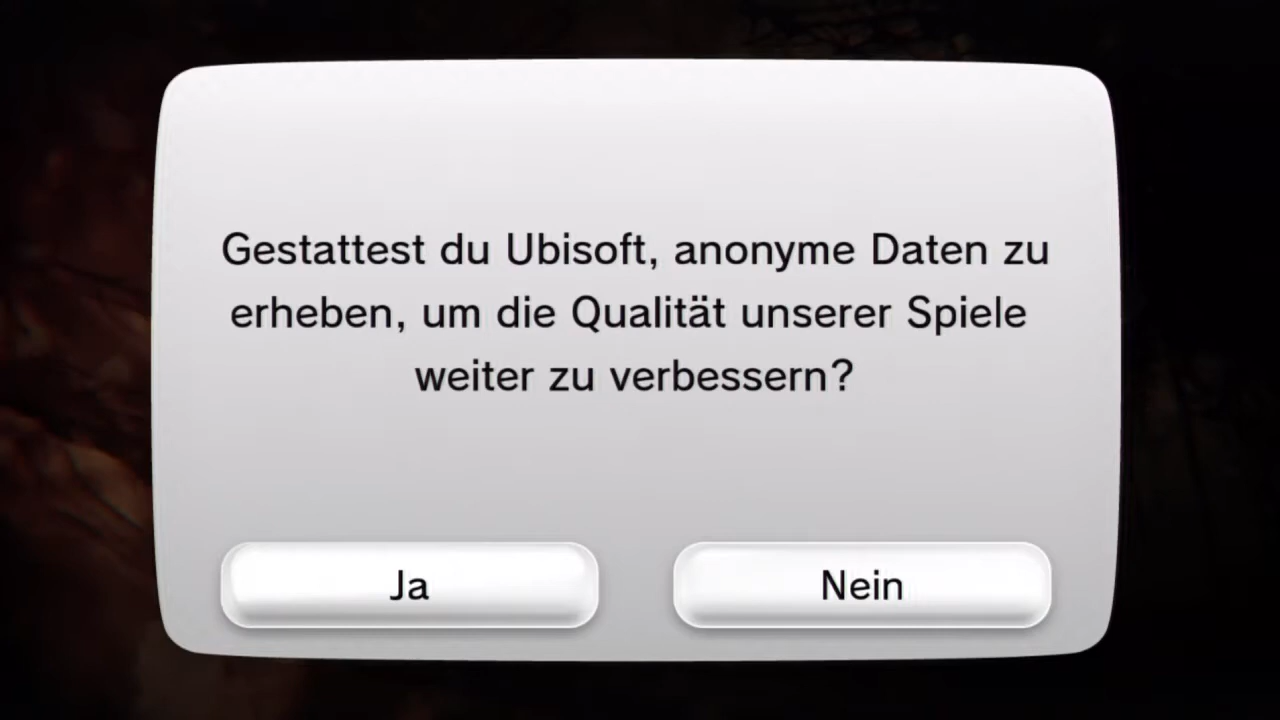 Gestattest du Ubisoft, anonyme Daten zu
erheben, um die Qualität unserer Spiele
weiter zu verbessern?
Ja
Nein